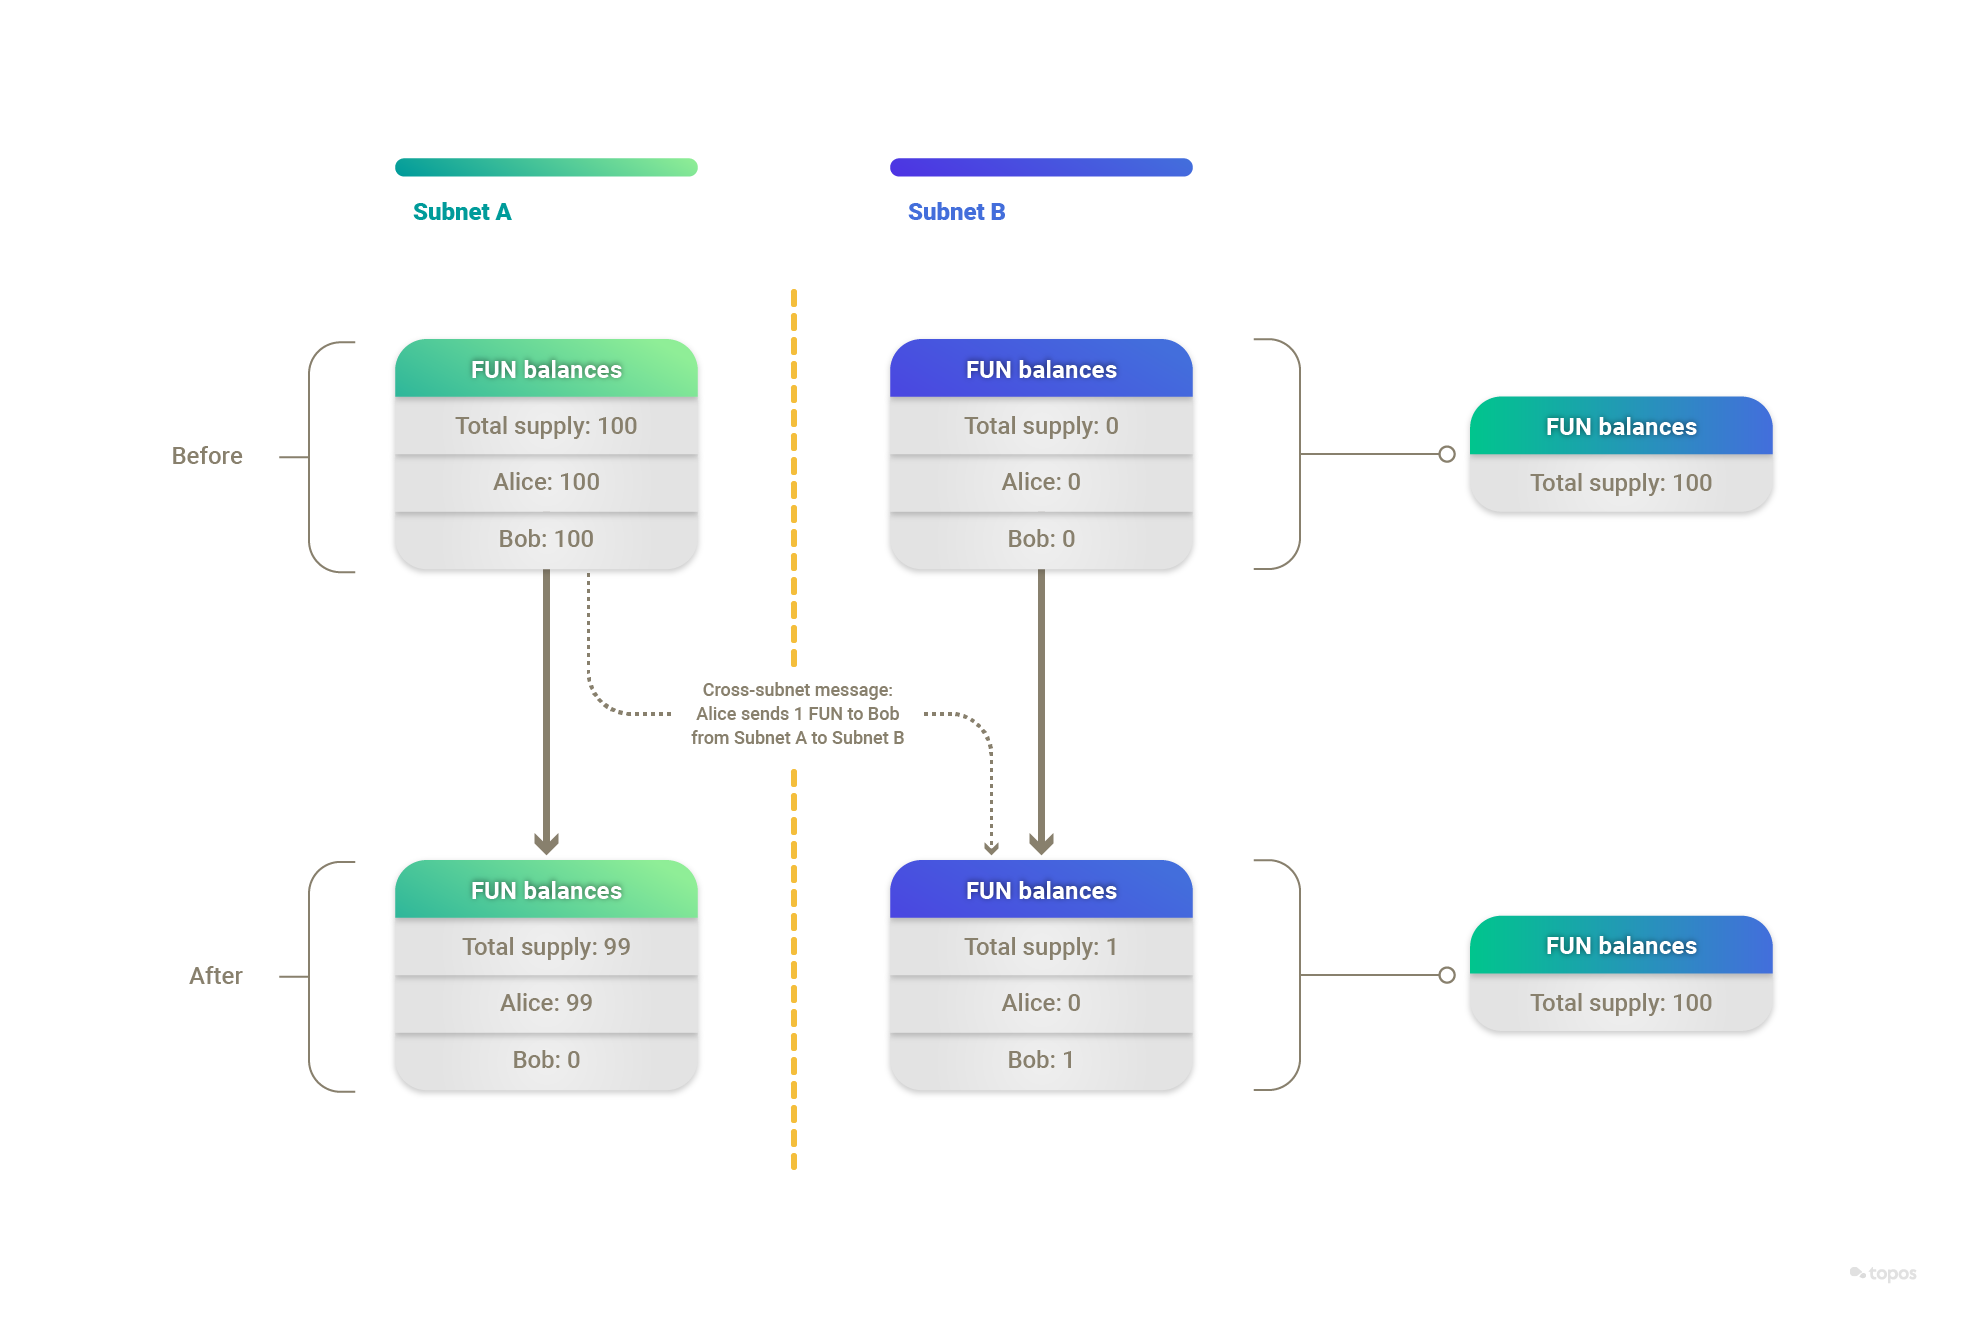 Subnet A
Subnet B
Before
FUN balances
Total supply: 100
Alice: 100
Bob: 100
FUN balances
Total supply: 0
Alice: 0
Bob: 0
FUN balances
Total supply: 100
Cross-subnet message:
Alice sends 1 FUN to Bob
from Subnet A to Subnet B
After
FUN balances
Total supply: 99
Alice: 99
Bob: 0
FUN balances
Total supply: 1
Alice: 0
Bob: 1
FUN balances
Total supply: 100
topos